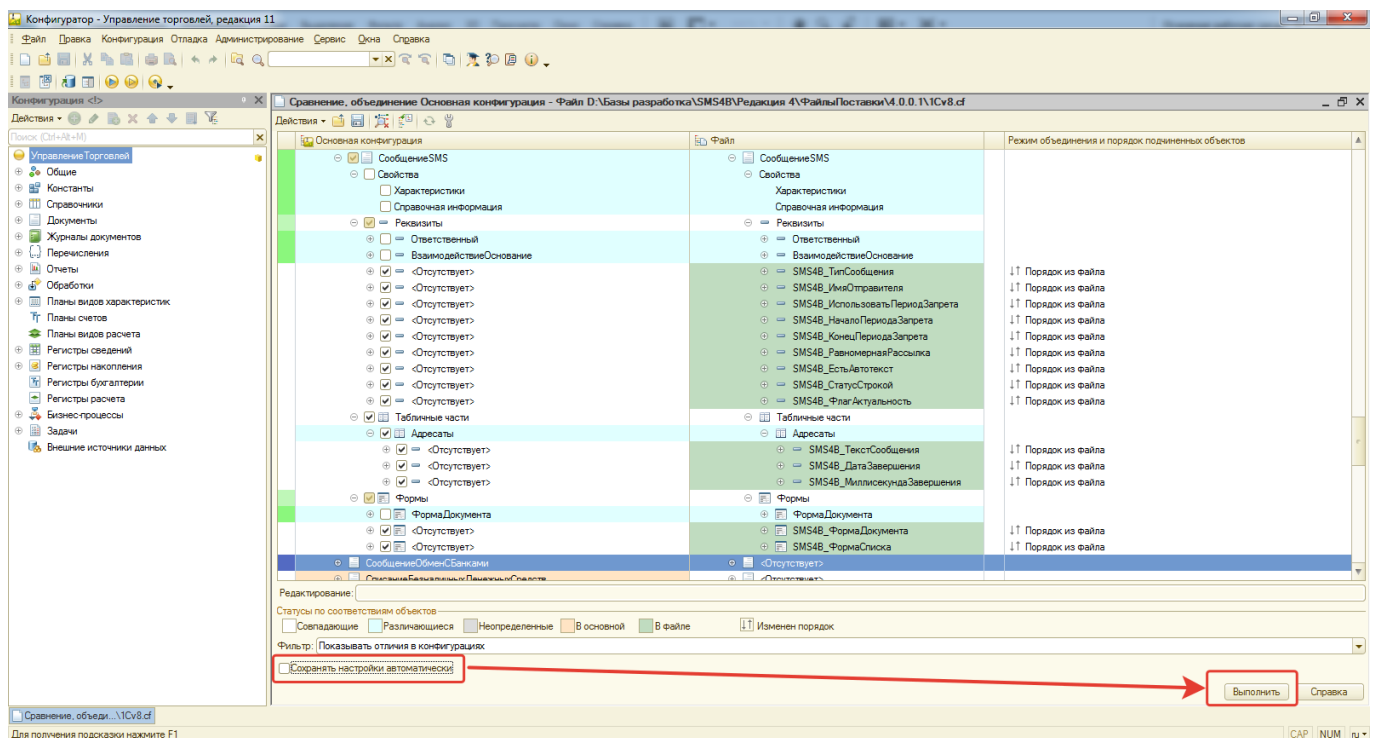 Конфигуратор - Управление торговлей, редакция 11
Файл Правка Конфигурация Отладка Администрирование Сервис Окна Справка
Конфигурация <!>
Действия
Поиск (Ctrl+Alt+M)
УправлениеТорговлей
Общие
Константы
Справочники
Документы
Журналы документов
Перечисления
Отчеты
Обработки
Планы видов характеристик
Планы счетов
Планы видов расчета
Регистры сведений
Регистры накопления
Регистры бухгалтерии
Регистры расчета
Бизнес-процессы
Задачи
Внешние источники данных
Сравнение, объединение Основная конфигурация - Файл D:\Базы разработка\SMS4B\Редакция 4\ФайлыПоставки\4.0.0.1\1Cv8.cf
Действия
Основная конфигурация Файл Режим объединения и порядок подчиненных объектов
СообщениеSMS СообщениеSMS
Свойства Свойства
Характеристики Характеристики
Справочная информация Справочная информация
Реквизиты Реквизиты
Ответственный Ответственный
ВзаимодействиеОснование ВзаимодействиеОснование
<Отсутствует> SMS4B_ТипСообщения Порядок из файла
<Отсутствует> SMS4B_ИмяОтправителя Порядок из файла
<Отсутствует> SMS4B_ИспользоватьПериодЗапрета Порядок из файла
<Отсутствует> SMS4B_НачалоПериодаЗапрета Порядок из файла
<Отсутствует> SMS4B_КонецПериодаЗапрета Порядок из файла
<Отсутствует> SMS4B_РавномернаяРассылка Порядок из файла
<Отсутствует> SMS4B_ЕстьАвтотекст Порядок из файла
<Отсутствует> SMS4B_СтатусСтрокой Порядок из файла
<Отсутствует> SMS4B_ФлагАктуальность Порядок из файла
Табличные части Табличные части
Адресаты Адресаты
<Отсутствует> SMS4B_ТекстСообщения Порядок из файла
<Отсутствует> SMS4B_ДатаЗавершения Порядок из файла
<Отсутствует> SMS4B_МиллисекундаЗавершения Порядок из файла
Формы Формы
ФормаДокумента ФормаДокумента
<Отсутствует> SMS4B_ФормаДокумента Порядок из файла
<Отсутствует> SMS4B_ФормаСписка Порядок из файла
СообщениеОбменСБанками <Отсутствует>
СписаниеБезналичныхДенежныхСредств <Отсутствует>
Редактирование:
Статусы по соответствиям объектов
Совпадающие Различающиеся Неопределенные В основной В файле Изменен порядок
Фильтр: Показывать отличия в конфигурациях
Сохранять настройки автоматически
Выполнить Справка
Сравнение, объеди...\1Cv8.cf
Для получения подсказки нажмите F1
CAP NUM ru